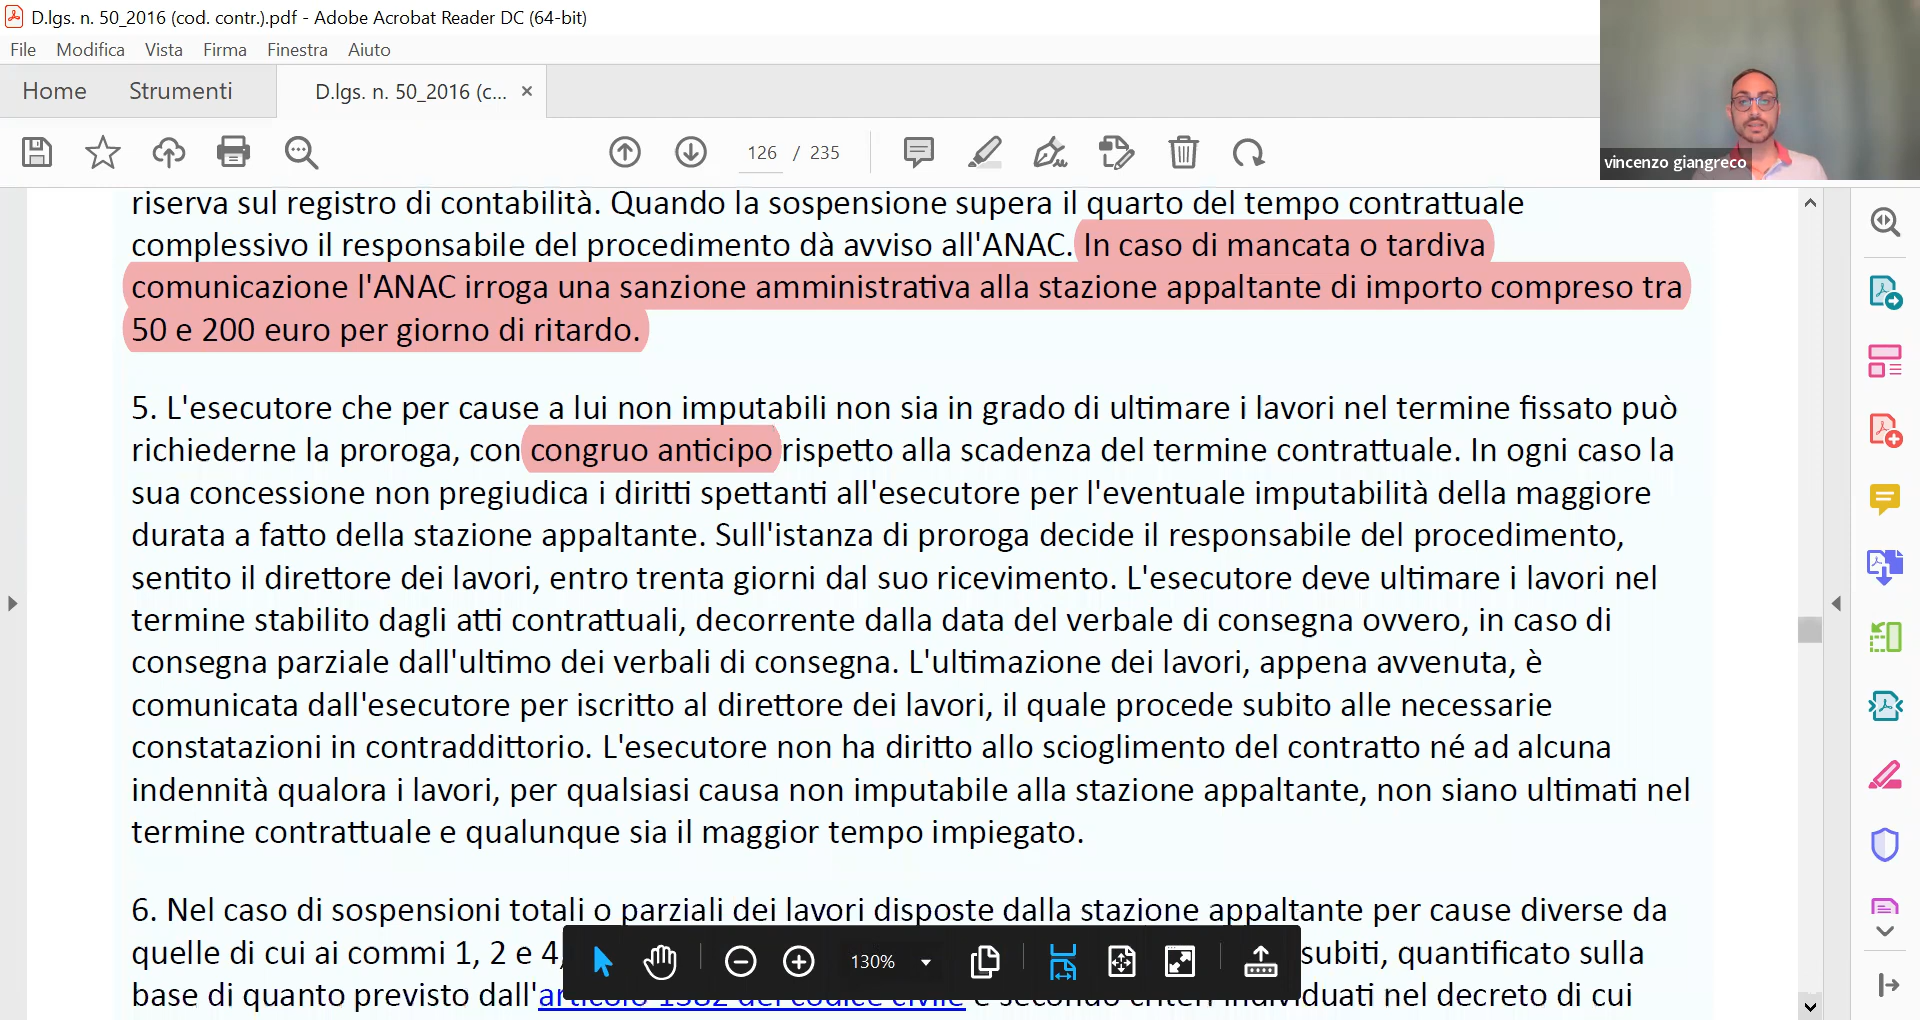 D.lgs. n. 50_2016 (cod. contr.).pdf - Adobe Acrobat Reader DC (64-bit)
File Modifica Vista Firma Finestra Aiuto
Home Strumenti D.lgs. n. 50_2016 (c... ×
126 / 235
vincenzo giangreco
riserva sul registro di contabilità. Quando la sospensione supera il quarto del tempo contrattuale
complessivo il responsabile del procedimento dà avviso all'ANAC. In caso di mancata o tardiva
comunicazione l'ANAC irroga una sanzione amministrativa alla stazione appaltante di importo compreso tra
50 e 200 euro per giorno di ritardo.
5. L'esecutore che per cause a lui non imputabili non sia in grado di ultimare i lavori nel termine fissato può
richiederne la proroga, con congruo anticipo rispetto alla scadenza del termine contrattuale. In ogni caso la
sua concessione non pregiudica i diritti spettanti all'esecutore per l'eventuale imputabilità della maggiore
durata a fatto della stazione appaltante. Sull'istanza di proroga decide il responsabile del procedimento,
sentito il direttore dei lavori, entro trenta giorni dal suo ricevimento. L'esecutore deve ultimare i lavori nel
termine stabilito dagli atti contrattuali, decorrente dalla data del verbale di consegna ovvero, in caso di
consegna parziale dall'ultimo dei verbali di consegna. L'ultimazione dei lavori, appena avvenuta, è
comunicata dall'esecutore per iscritto al direttore dei lavori, il quale procede subito alle necessarie
constatazioni in contraddittorio. L'esecutore non ha diritto allo scioglimento del contratto né ad alcuna
indennità qualora i lavori, per qualsiasi causa non imputabile alla stazione appaltante, non siano ultimati nel
termine contrattuale e qualunque sia il maggior tempo impiegato.
6. Nel caso di sospensioni totali o parziali dei lavori disposte dalla stazione appaltante per cause diverse da
quelle di cui ai commi 1, 2 e 4, subiti, quantificato sulla
base di quanto previsto dall'articolo 1382 del codice civile e secondo criteri individuati nel decreto di cui
130%